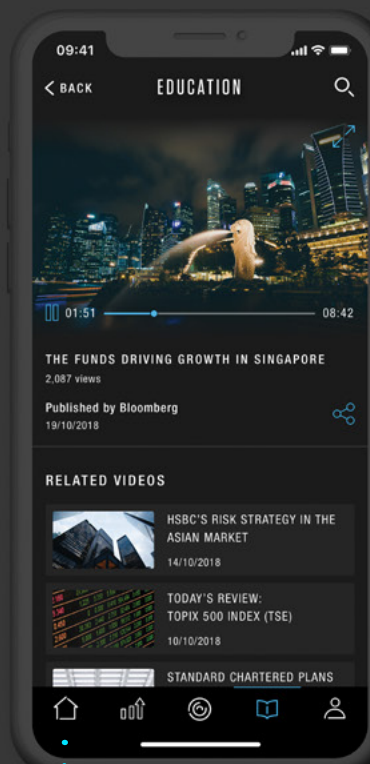 09:41
BACK
EDUCATION
01:51
08:42
THE FUNDS DRIVING GROWTH IN SINGAPORE
2,087 views
Published by Bloomberg
19/10/2018
RELATED VIDEOS
HSBC'S RISK STRATEGY IN THE
ASIAN MARKET
14/10/2018
TODAY'S REVIEW:
TOPIX 500 INDEX (TSE)
10/10/2018
STANDARD CHARTERED PLANS